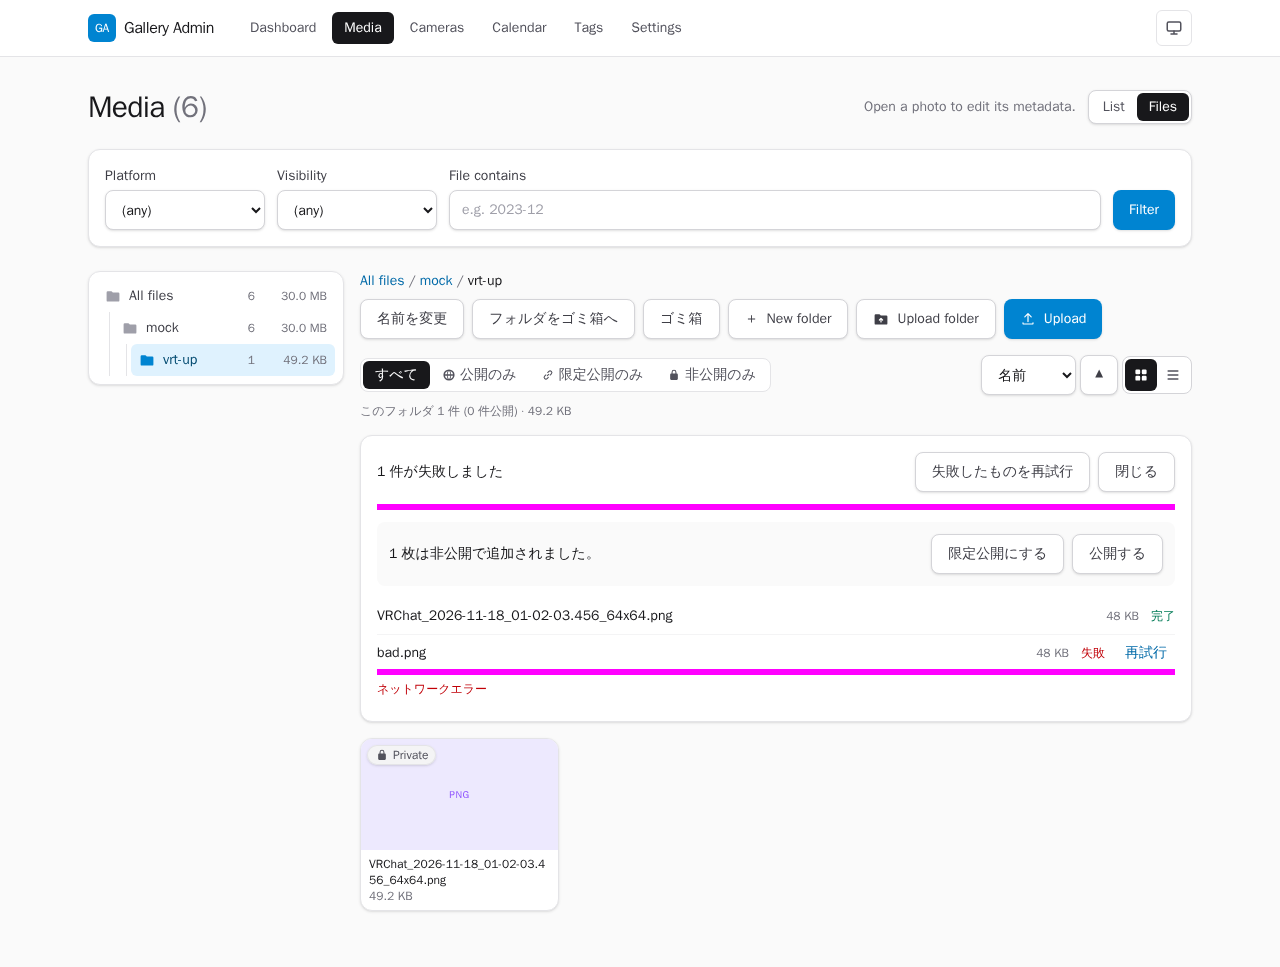 GA Gallery Admin Dashboard Media Cameras Calendar Tags Settings
Media (6)
Open a photo to edit its metadata. List Files
Platform Visibility File contains
(any) (any) e.g. 2023-12 Filter
All files 6 30.0 MB
mock 6 30.0 MB
vrt-up 1 49.2 KB
All files / mock / vrt-up
名前を変更 フォルダをゴミ箱へ ゴミ箱 + New folder Upload folder Upload
すべて 公開のみ 限定公開のみ 非公開のみ 名前 ▲
このフォルダ 1 件 (0 件公開) · 49.2 KB
1 件が失敗しました 失敗したものを再試行 閉じる
1 枚は非公開で追加されました。 限定公開にする 公開する
VRChat_2026-11-18_01-02-03.456_64x64.png 48 KB 完了
bad.png 48 KB 失敗 再試行
ネットワークエラー
Private
PNG
VRChat_2026-11-18_01-02-03.4
56_64x64.png
49.2 KB